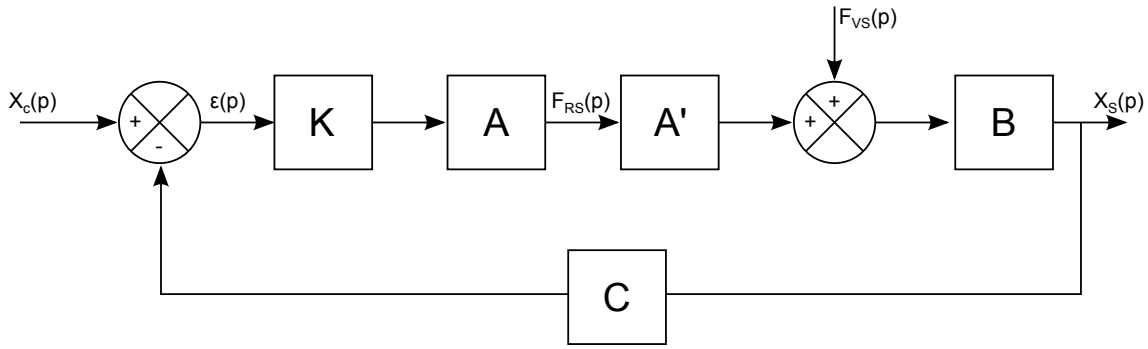 F_VS(p)
X_c(p)
+
-
ε(p)
K
A
F_RS(p)
A'
+
+
B
X_S(p)
C